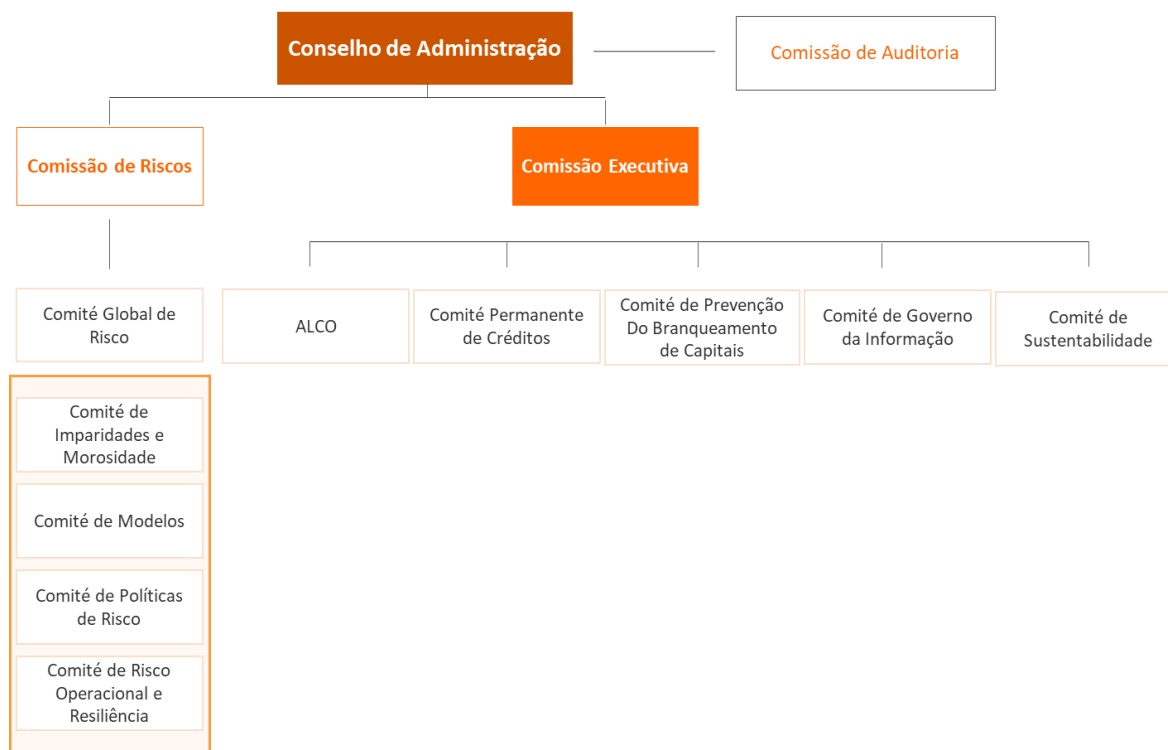 Conselho de Administração
Comissão de Auditoria
Comissão de Riscos
Comissão Executiva
Comité Global de
Risco
ALCO
Comité Permanente
de Créditos
Comité de Prevenção
Do Branqueamento
de Capitais
Comité de Governo
da Informação
Comité de
Sustentabilidade
Comité de
Imparidades e
Morosidade
Comité de Modelos
Comité de Políticas
de Risco
Comité de Risco
Operacional e
Resiliência